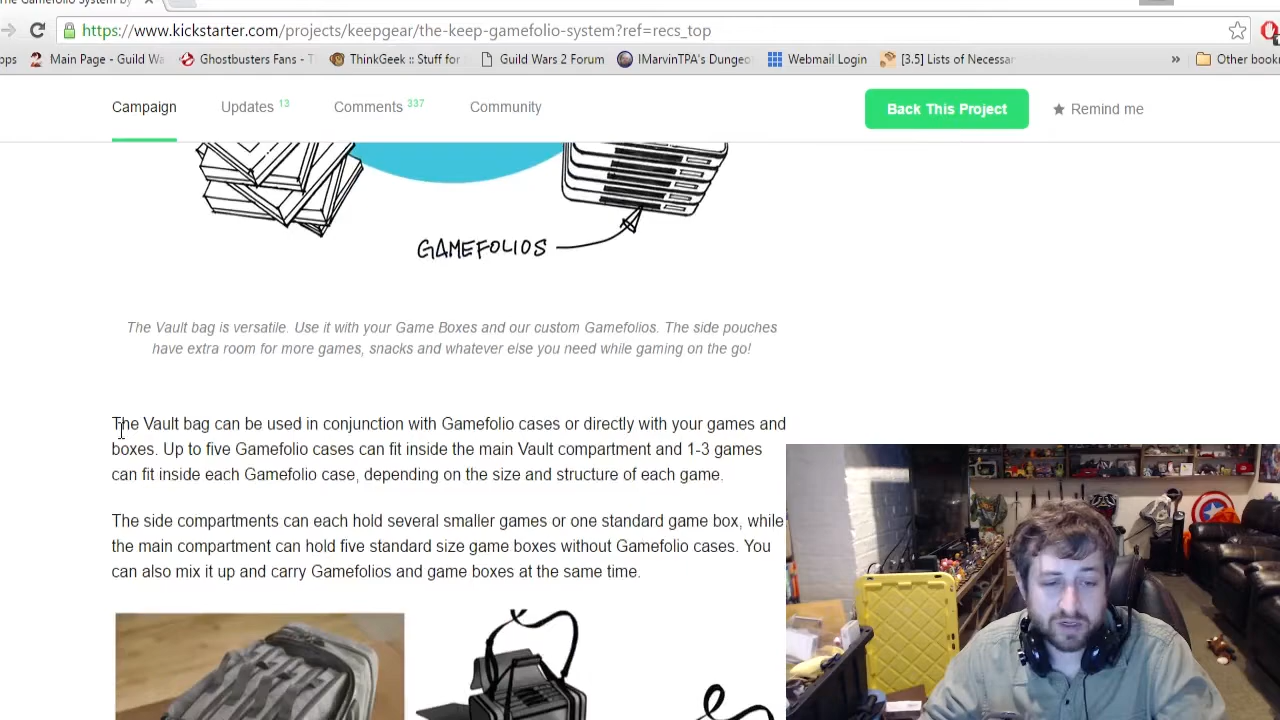 The Gamefolio System by
https://www.kickstarter.com/projects/keepgear/the-keep-gamefolio-system?ref=recs_top
pps Main Page - Guild Wa Ghostbusters Fans - T ThinkGeek :: Stuff for Guild Wars 2 Forum IMarvinTPA's Dunge Webmail Login [3.5] Lists of Necessar » Other book
Campaign Updates 13 Comments 337 Community Back This Project Remind me
GAMEFOLIOS
The Vault bag is versatile. Use it with your Game Boxes and our custom Gamefolios. The side pouches
have extra room for more games, snacks and whatever else you need while gaming on the go!
The Vault bag can be used in conjunction with Gamefolio cases or directly with your games and
boxes. Up to five Gamefolio cases can fit inside the main Vault compartment and 1-3 games
can fit inside each Gamefolio case, depending on the size and structure of each game.
The side compartments can each hold several smaller games or one standard game box, while
the main compartment can hold five standard size game boxes without Gamefolio cases. You
can also mix it up and carry Gamefolios and game boxes at the same time.